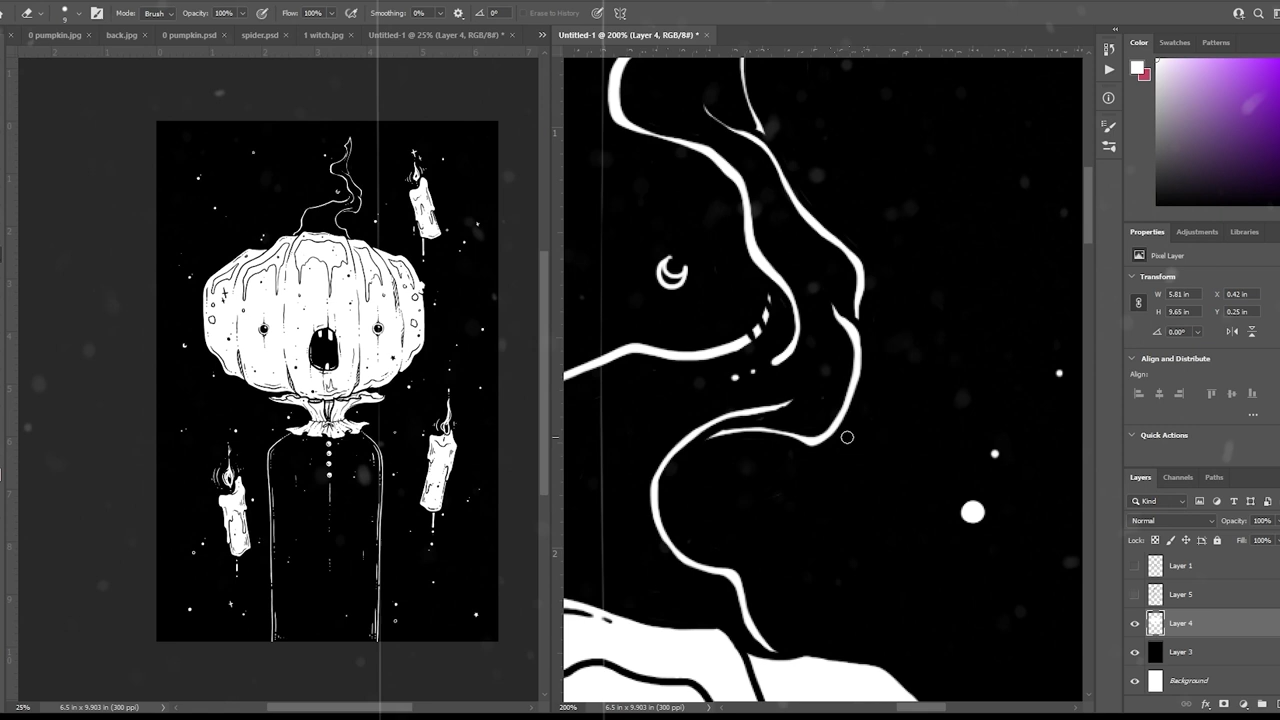 9 Mode: Brush Opacity: 100% Flow: 100% Smoothing: 0% 0° Erase to History
0 pumpkin.jpg × back.jpg × 0 pumpkin.psd × spider.psd × 1 witch.jpg × Untitled-1 @ 25% (Layer 4, RGB/8#) * × Untitled-1 @ 200% (Layer 4, RGB/8#) * ×
Color Swatches Patterns
Properties Adjustments Libraries
Pixel Layer
Transform
W 5.81 in X 0.42 in
H 9.65 in Y 0.25 in
0.00°
Align and Distribute
Align:
Quick Actions
Layers Channels Paths
Kind
Normal Opacity: 100%
Lock: Fill: 100%
Layer 1
Layer 5
Layer 4
Layer 3
Background
25% 6.5 in x 9.903 in (300 ppi) 200% 6.5 in x 9.903 in (300 ppi)